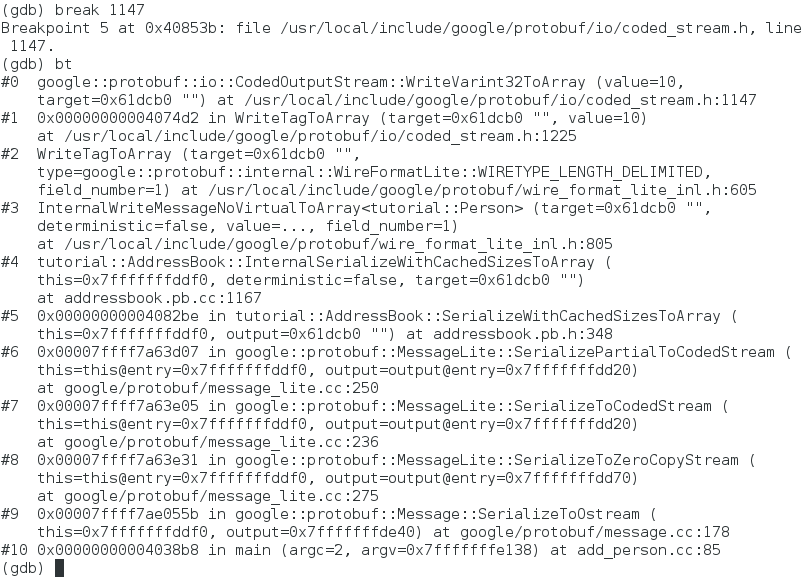 (gdb) break 1147
Breakpoint 5 at 0x40853b: file /usr/local/include/google/protobuf/io/coded_stream.h, line
 1147.
(gdb) bt
#0  google::protobuf::io::CodedOutputStream::WriteVarint32ToArray (value=10,
    target=0x61dcb0 "") at /usr/local/include/google/protobuf/io/coded_stream.h:1147
#1  0x00000000004074d2 in WriteTagToArray (target=0x61dcb0 "", value=10)
    at /usr/local/include/google/protobuf/io/coded_stream.h:1225
#2  WriteTagToArray (target=0x61dcb0 "",
    type=google::protobuf::internal::WireFormatLite::WIRETYPE_LENGTH_DELIMITED,
    field_number=1) at /usr/local/include/google/protobuf/wire_format_lite_inl.h:605
#3  InternalWriteMessageNoVirtualToArray<tutorial::Person> (target=0x61dcb0 "",
    deterministic=false, value=..., field_number=1)
    at /usr/local/include/google/protobuf/wire_format_lite_inl.h:805
#4  tutorial::AddressBook::InternalSerializeWithCachedSizesToArray (
    this=0x7fffffffddf0, deterministic=false, target=0x61dcb0 "")
    at addressbook.pb.cc:1167
#5  0x00000000004082be in tutorial::AddressBook::SerializeWithCachedSizesToArray (
    this=0x7fffffffddf0, output=0x61dcb0 "") at addressbook.pb.h:348
#6  0x00007ffff7a63d07 in google::protobuf::MessageLite::SerializePartialToCodedStream (
    this=this@entry=0x7fffffffddf0, output=output@entry=0x7fffffffdd20)
    at google/protobuf/message_lite.cc:250
#7  0x00007ffff7a63e05 in google::protobuf::MessageLite::SerializeToCodedStream (
    this=this@entry=0x7fffffffddf0, output=output@entry=0x7fffffffdd20)
    at google/protobuf/message_lite.cc:236
#8  0x00007ffff7a63e31 in google::protobuf::MessageLite::SerializeToZeroCopyStream (
    this=this@entry=0x7fffffffddf0, output=output@entry=0x7fffffffdd70)
    at google/protobuf/message_lite.cc:275
#9  0x00007ffff7ae055b in google::protobuf::Message::SerializeToOstream (
    this=0x7fffffffddf0, output=0x7fffffffde40) at google/protobuf/message.cc:178
#10 0x00000000004038b8 in main (argc=2, argv=0x7fffffffe138) at add_person.cc:85
(gdb)